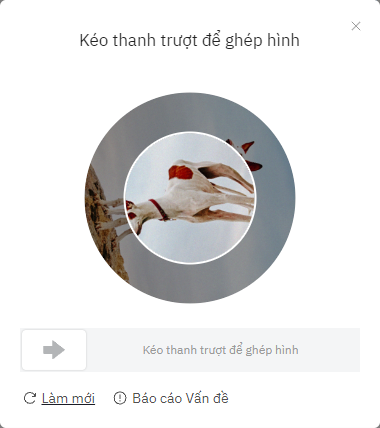 Kéo thanh trượt để ghép hình
Kéo thanh trượt để ghép hình
Làm mới
Báo cáo Vấn đề